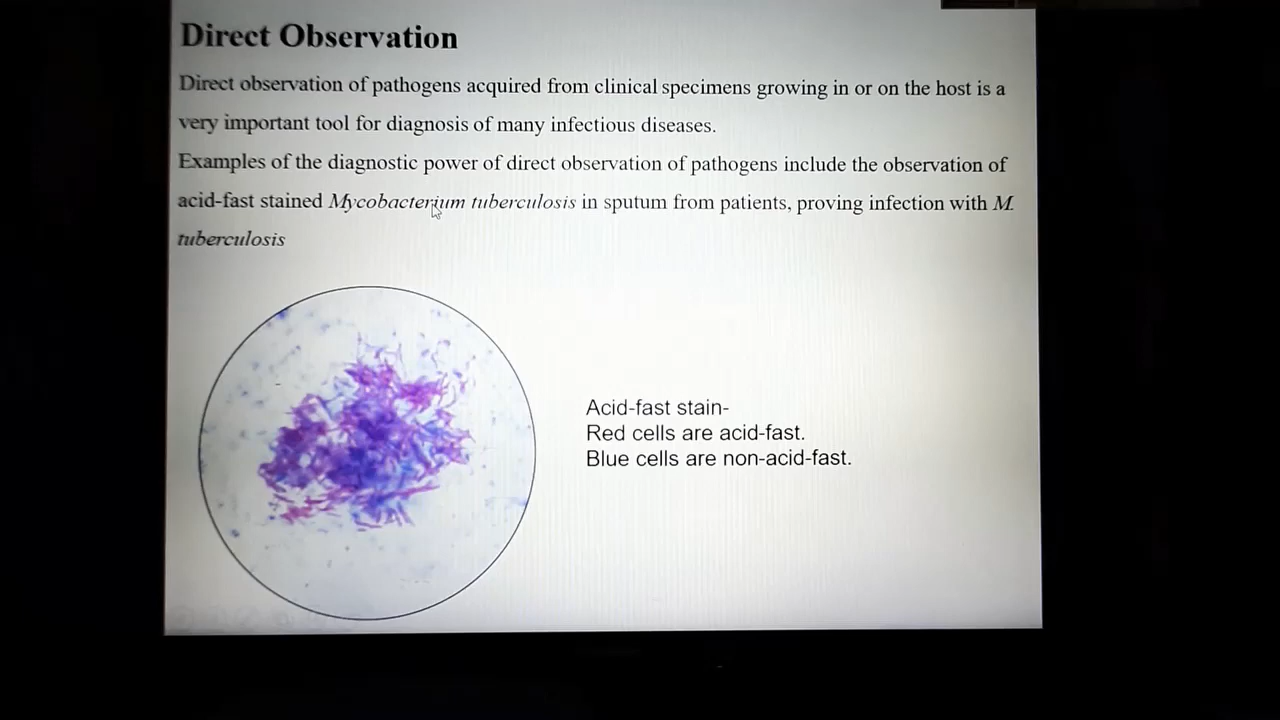 Direct Observation
Direct observation of pathogens acquired from clinical specimens growing in or on the host is a
very important tool for diagnosis of many infectious diseases.
Examples of the diagnostic power of direct observation of pathogens include the observation of
acid-fast stained Mycobacterium tuberculosis in sputum from patients, proving infection with M.
tuberculosis
Acid-fast stain-
Red cells are acid-fast.
Blue cells are non-acid-fast.